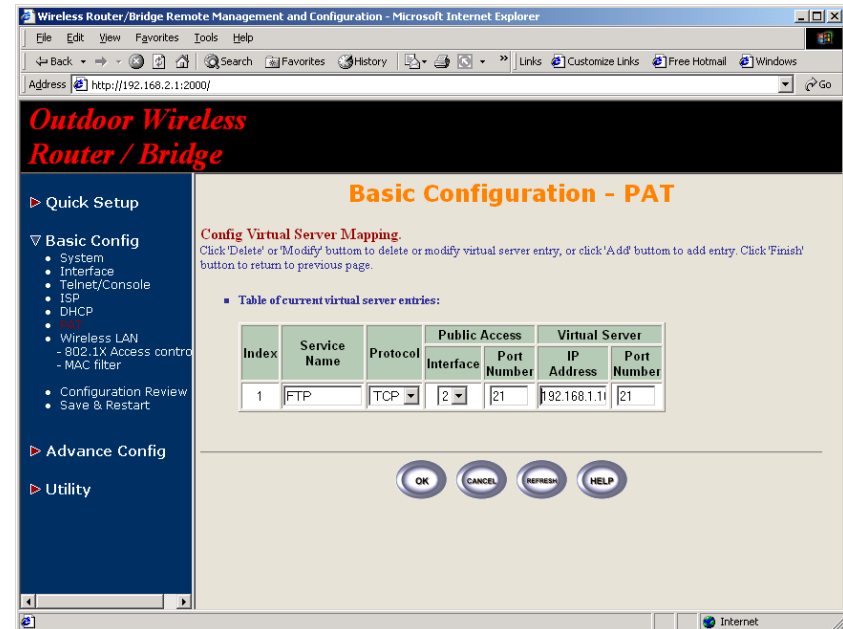 Wireless Router/Bridge Remote Management and Configuration - Microsoft Internet Explorer
File Edit View Favorites Tools Help
Back Search Favorites History » Links Customize Links Free Hotmail Windows
Address http://192.168.2.1:2000/ Go
Outdoor Wireless
Router / Bridge
Quick Setup
Basic Config
System
Interface
Telnet/Console
ISP
DHCP
PAT
Wireless LAN
- 802.1X Access contro
- MAC filter
Configuration Review
Save & Restart
Advance Config
Utility
Basic Configuration - PAT
Config Virtual Server Mapping.
Click 'Delete' or 'Modify' buttom to delete or modify virtual server entry, or click 'Add' buttom to add entry. Click 'Finish'
button to return to previous page.
Table of current virtual server entries:
Index Service Name Protocol Public Access Virtual Server
Interface Port Number IP Address Port Number
1 FTP TCP 2 21 192.168.1.1 21
OK CANCEL REFRESH HELP
Internet